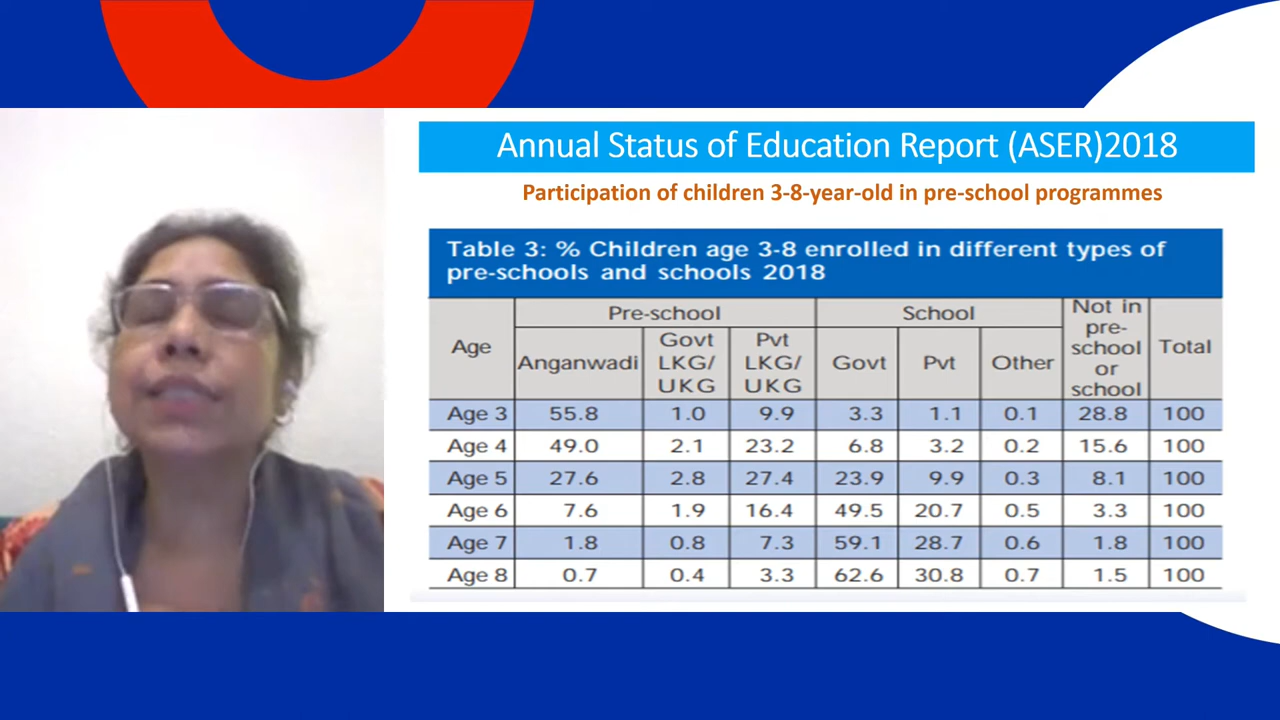 Annual Status of Education Report (ASER)2018
Participation of children 3-8-year-old in pre-school programmes
Table 3: % Children age 3-8 enrolled in different types of
pre-schools and schools 2018
Age Pre-school School Not in pre-school or school Total
Anganwadi Govt LKG/UKG Pvt LKG/UKG Govt Pvt Other
Age 3 55.8 1.0 9.9 3.3 1.1 0.1 28.8 100
Age 4 49.0 2.1 23.2 6.8 3.2 0.2 15.6 100
Age 5 27.6 2.8 27.4 23.9 9.9 0.3 8.1 100
Age 6 7.6 1.9 16.4 49.5 20.7 0.5 3.3 100
Age 7 1.8 0.8 7.3 59.1 28.7 0.6 1.8 100
Age 8 0.7 0.4 3.3 62.6 30.8 0.7 1.5 100